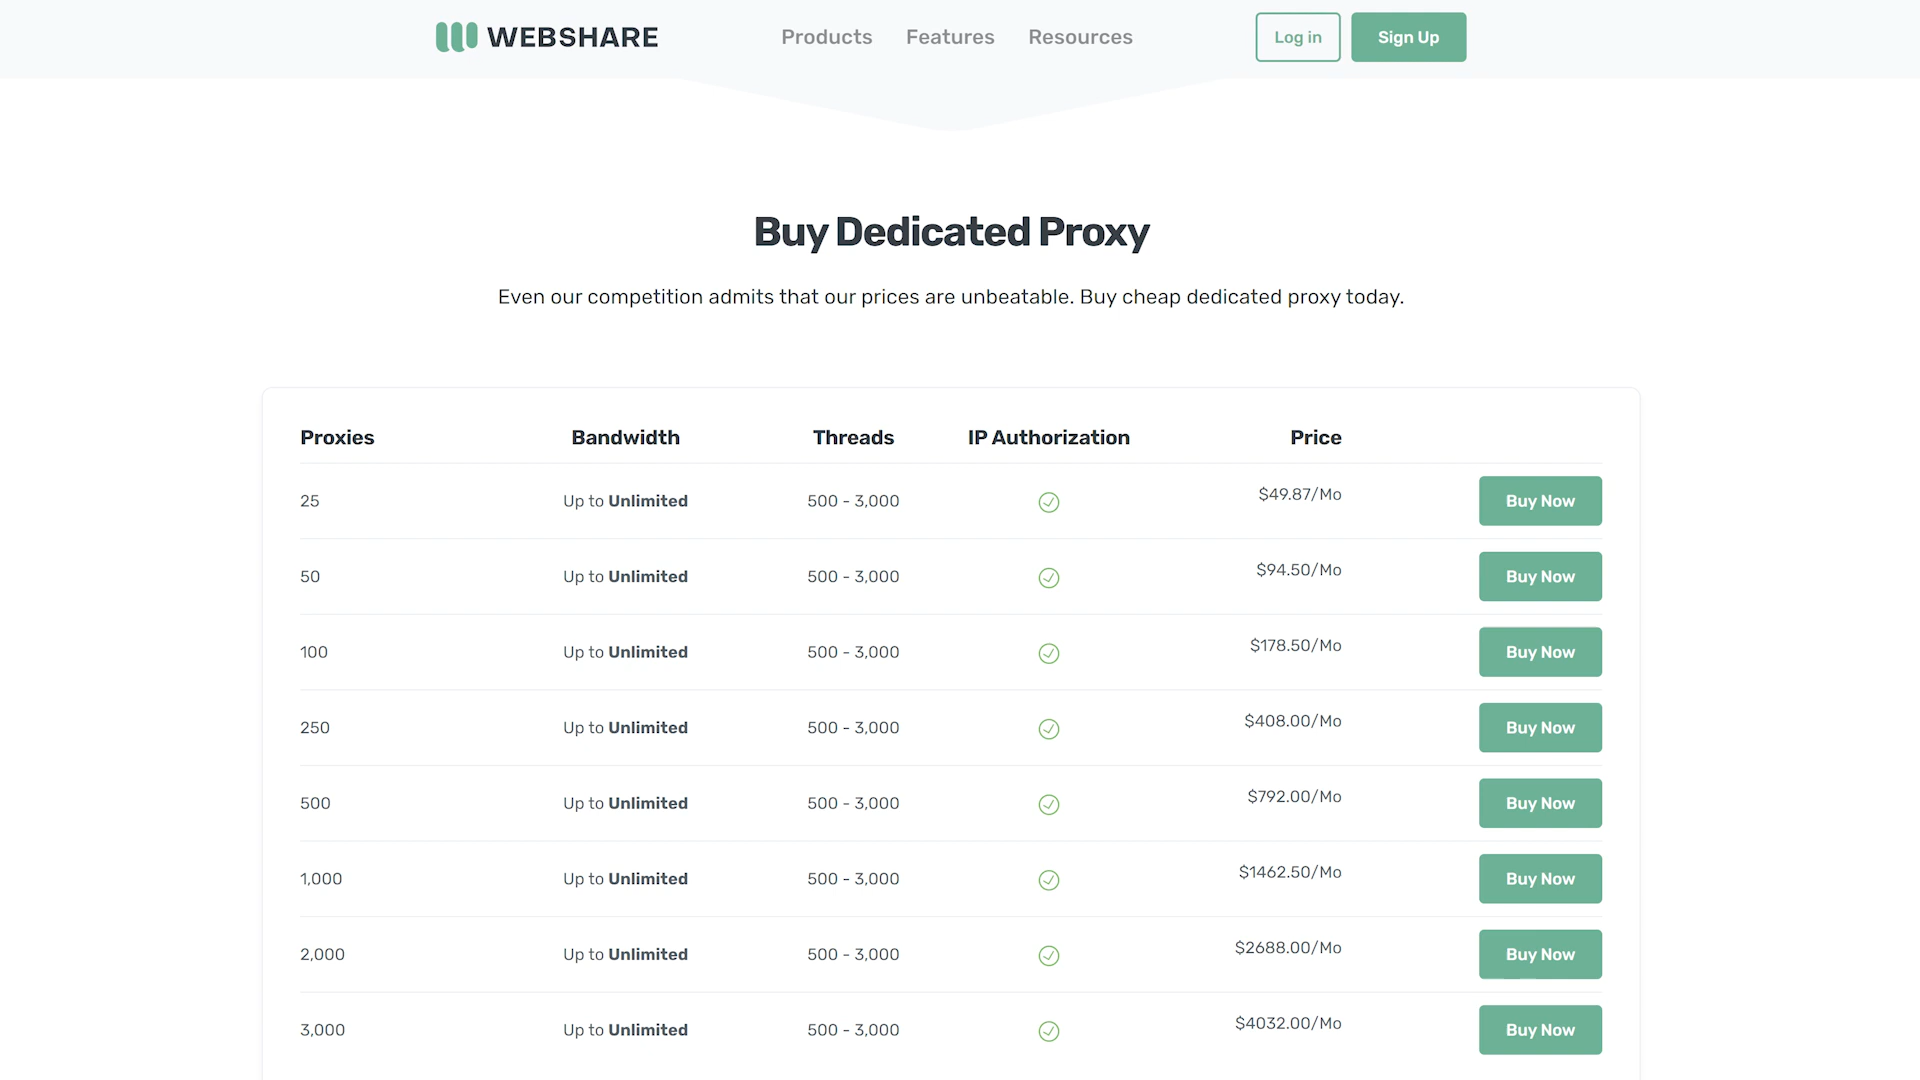 WEBSHARE Products Features Resources Log in Sign Up
Buy Dedicated Proxy
Even our competition admits that our prices are unbeatable. Buy cheap dedicated proxy today.
Proxies Bandwidth Threads IP Authorization Price
25 Up to Unlimited 500 - 3,000 $49.87/Mo Buy Now
50 Up to Unlimited 500 - 3,000 $94.50/Mo Buy Now
100 Up to Unlimited 500 - 3,000 $178.50/Mo Buy Now
250 Up to Unlimited 500 - 3,000 $408.00/Mo Buy Now
500 Up to Unlimited 500 - 3,000 $792.00/Mo Buy Now
1,000 Up to Unlimited 500 - 3,000 $1462.50/Mo Buy Now
2,000 Up to Unlimited 500 - 3,000 $2688.00/Mo Buy Now
3,000 Up to Unlimited 500 - 3,000 $4032.00/Mo Buy Now